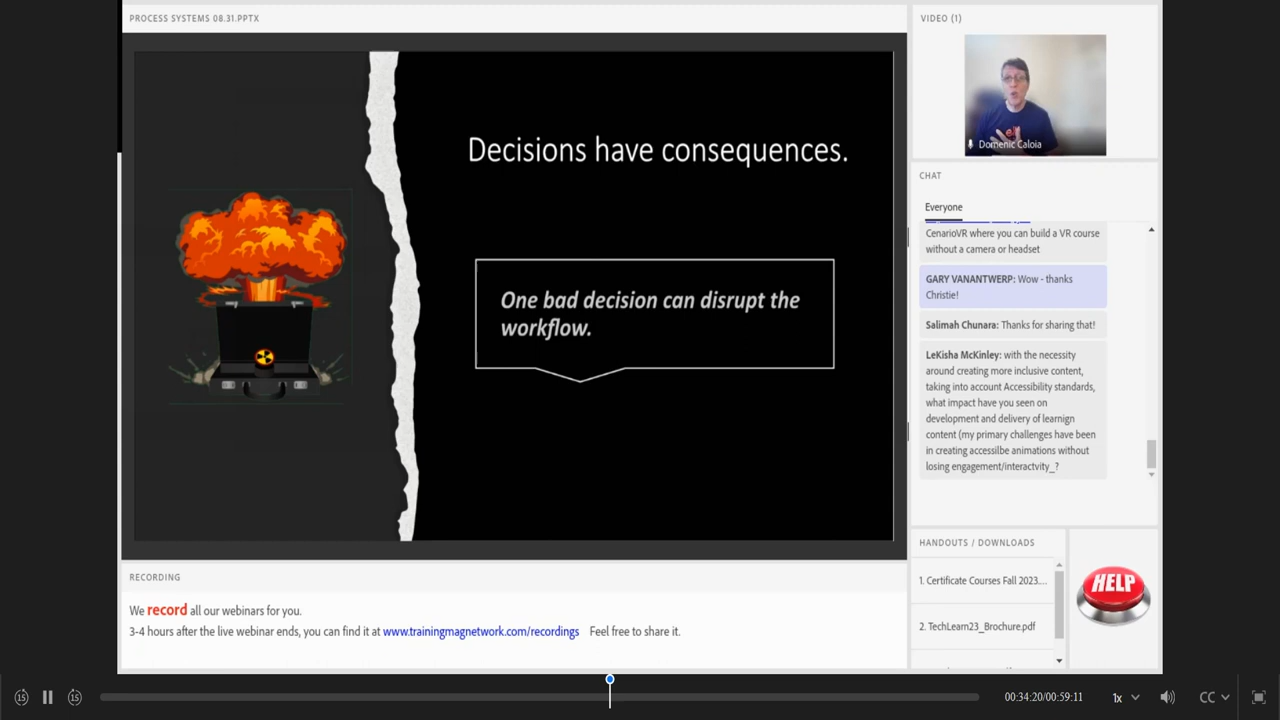 PROCESS SYSTEMS 08.31.PPTX
Decisions have consequences.
One bad decision can disrupt the
workflow.
VIDEO (1)
Domenic Caloia
CHAT
Everyone
CenarioVR where you can build a VR course
without a camera or headset
GARY VANANTWERP: Wow - thanks
Christie!
Salimah Chunara: Thanks for sharing that!
LeKisha McKinley: with the necessity
around creating more inclusive content,
taking into account Accessibility standards,
what impact have you seen on
development and delivery of learnign
content (my primary challenges have been
in creating accessilbe animations without
losing engagement/interactvity_?
HANDOUTS / DOWNLOADS
1. Certificate Courses Fall 2023....
2. TechLearn23_Brochure.pdf
HELP
RECORDING
We record all our webinars for you.
3-4 hours after the live webinar ends, you can find it at www.trainingmagnetwork.com/recordings Feel free to share it.
15
15
00:34:20/00:59:11
1x
CC